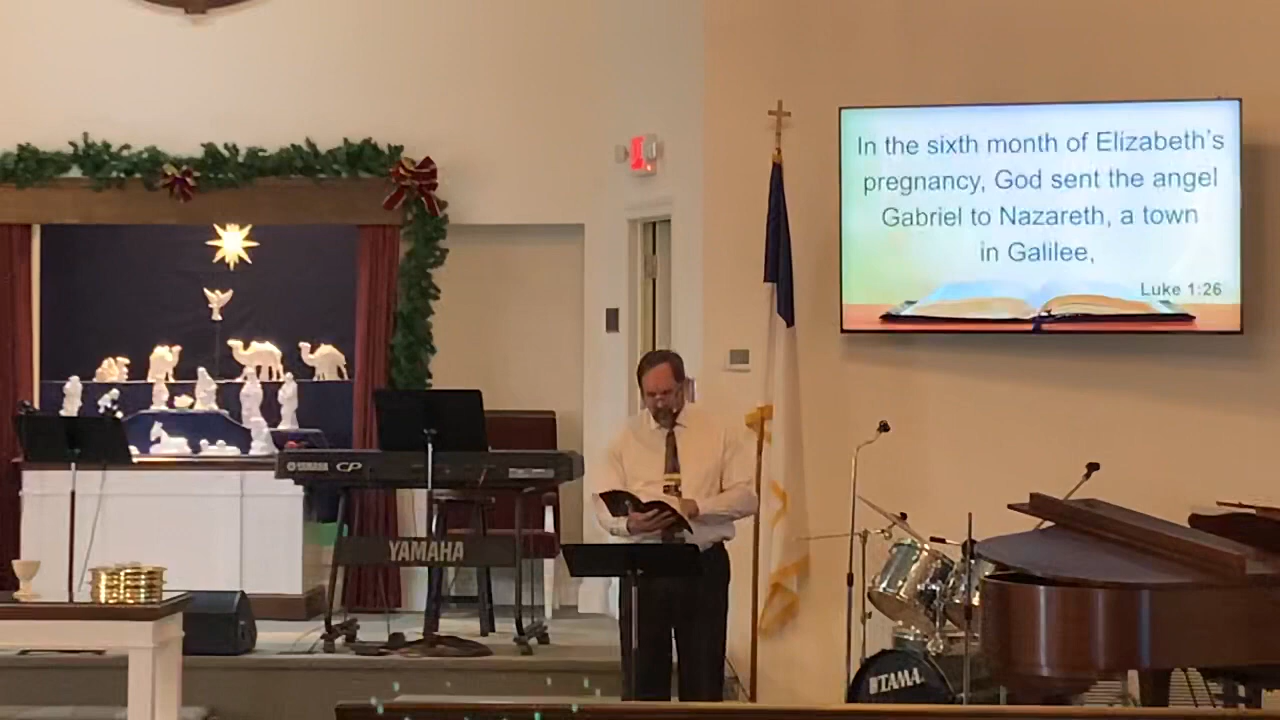 In the sixth month of Elizabeth's
pregnancy, God sent the angel
Gabriel to Nazareth, a town
in Galilee,
Luke 1:26
YAMAHA CP
YAMAHA
TAMA